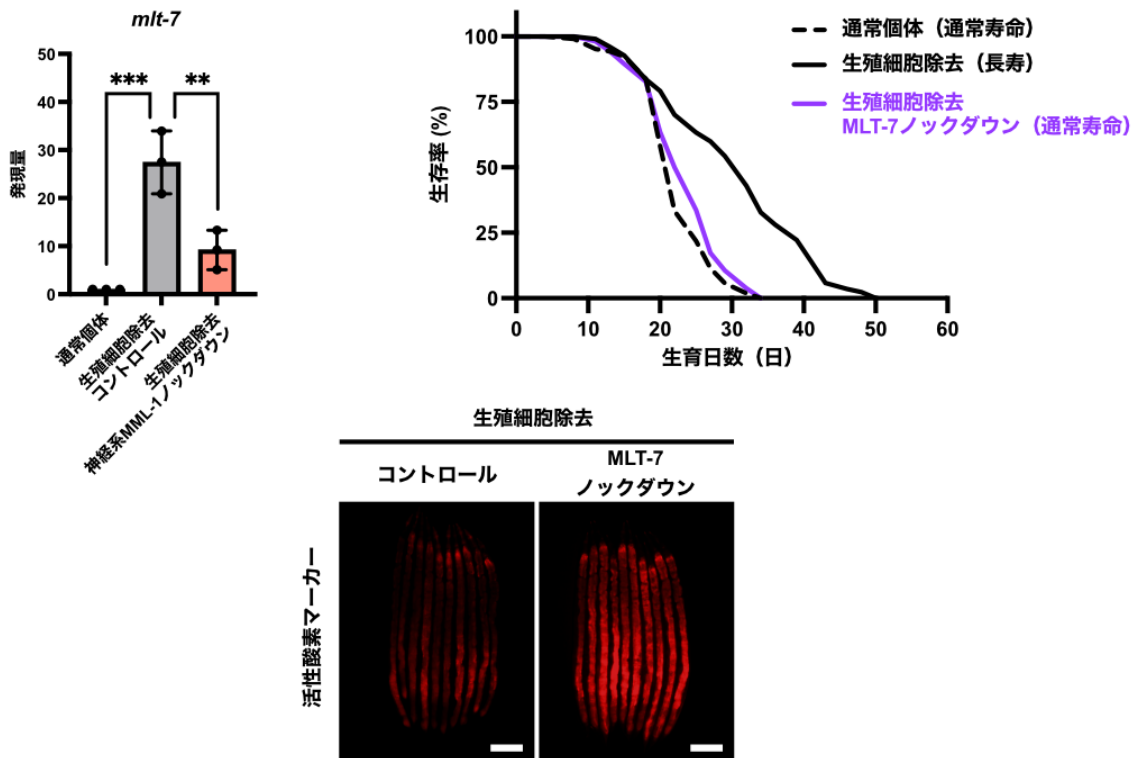 mlt-7
50
40
30
20
10
0
発現量
***
**
通常個体
生殖細胞除去
コントロール
生殖細胞除去
神経系MML-1ノックダウン
100
75
50
25
0
生存率 (%)
0 10 20 30 40 50 60
生育日数（日）
通常個体（通常寿命）
生殖細胞除去（長寿）
生殖細胞除去
MLT-7ノックダウン（通常寿命）
生殖細胞除去
コントロール
MLT-7
ノックダウン
活性酸素マーカー